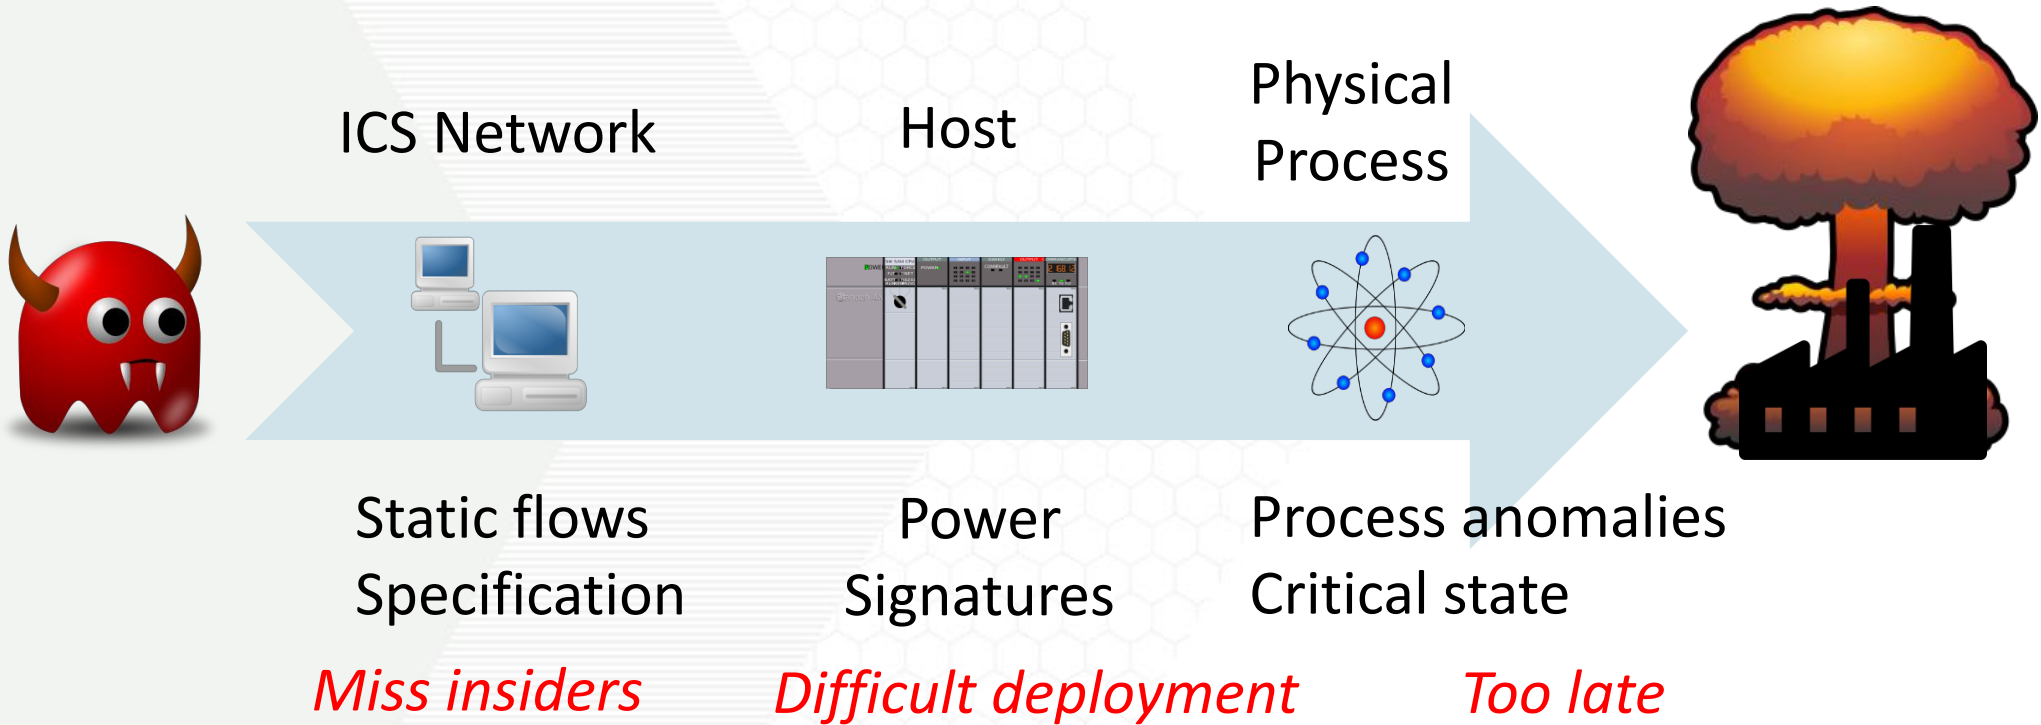 ICS Network
Host
Physical
Process
Static flows
Specification
Power
Signatures
Process anomalies
Critical state
Miss insiders
Difficult deployment
Too late